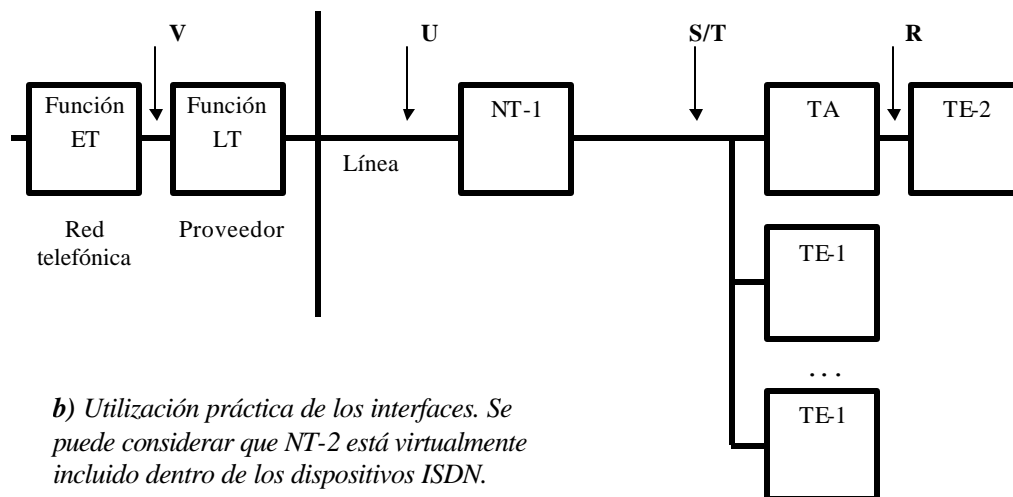 V
U
S/T
R
Función
ET
Función
LT
NT-1
TA
TE-2
Línea
Red
telefónica
Proveedor
TE-1
...
TE-1
b) Utilización práctica de los interfaces. Se
puede considerar que NT-2 está virtualmente
incluido dentro de los dispositivos ISDN.